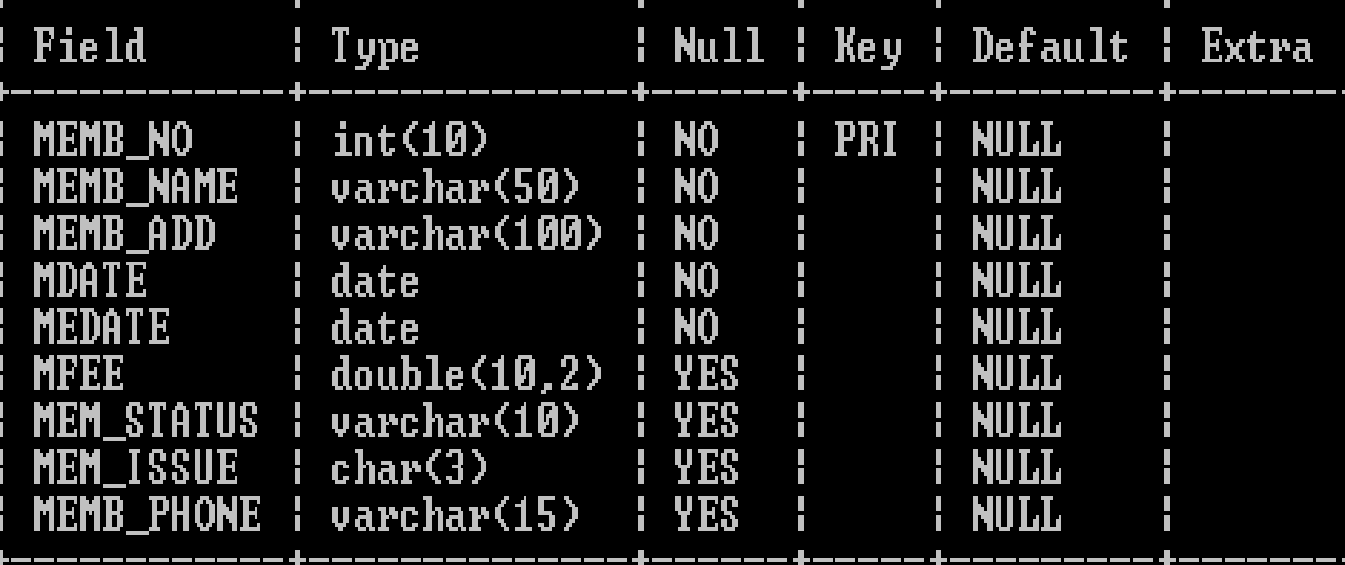 Field | Type | Null | Key | Default | Extra
MEMB_NO | int(10) | NO | PRI | NULL |
MEMB_NAME | varchar(50) | NO | | NULL |
MEMB_ADD | varchar(100) | NO | | NULL |
MDATE | date | NO | | NULL |
MEDATE | date | NO | | NULL |
MFEE | double(10,2) | YES | | NULL |
MEM_STATUS | varchar(10) | YES | | NULL |
MEM_ISSUE | char(3) | YES | | NULL |
MEMB_PHONE | varchar(15) | YES | | NULL |